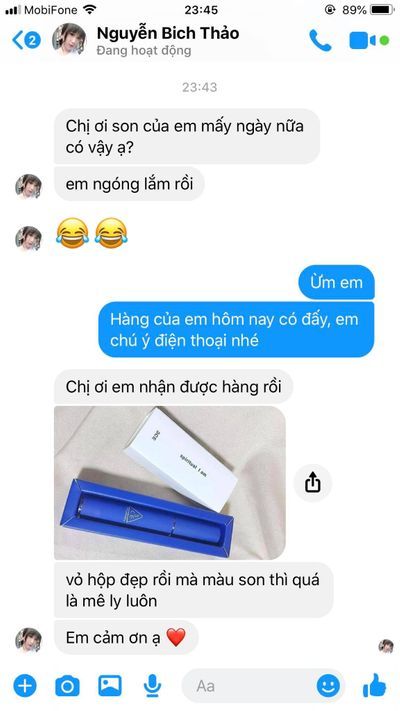 MobiFone
23:45
89%
2
Nguyễn Bich Thảo
Đang hoạt động
23:43
Chị ơi son của em mấy ngày nữa
có vậy ạ?
em ngóng lắm rồi
Ừm em
Hàng của em hôm nay có đấy, em
chú ý điện thoại nhé
Chị ơi em nhận được hàng rồi
3CE
spiritual I am
vỏ hộp đẹp rồi mà màu son thì quá
là mê ly luôn
Em cảm ơn ạ ❤️
Aa